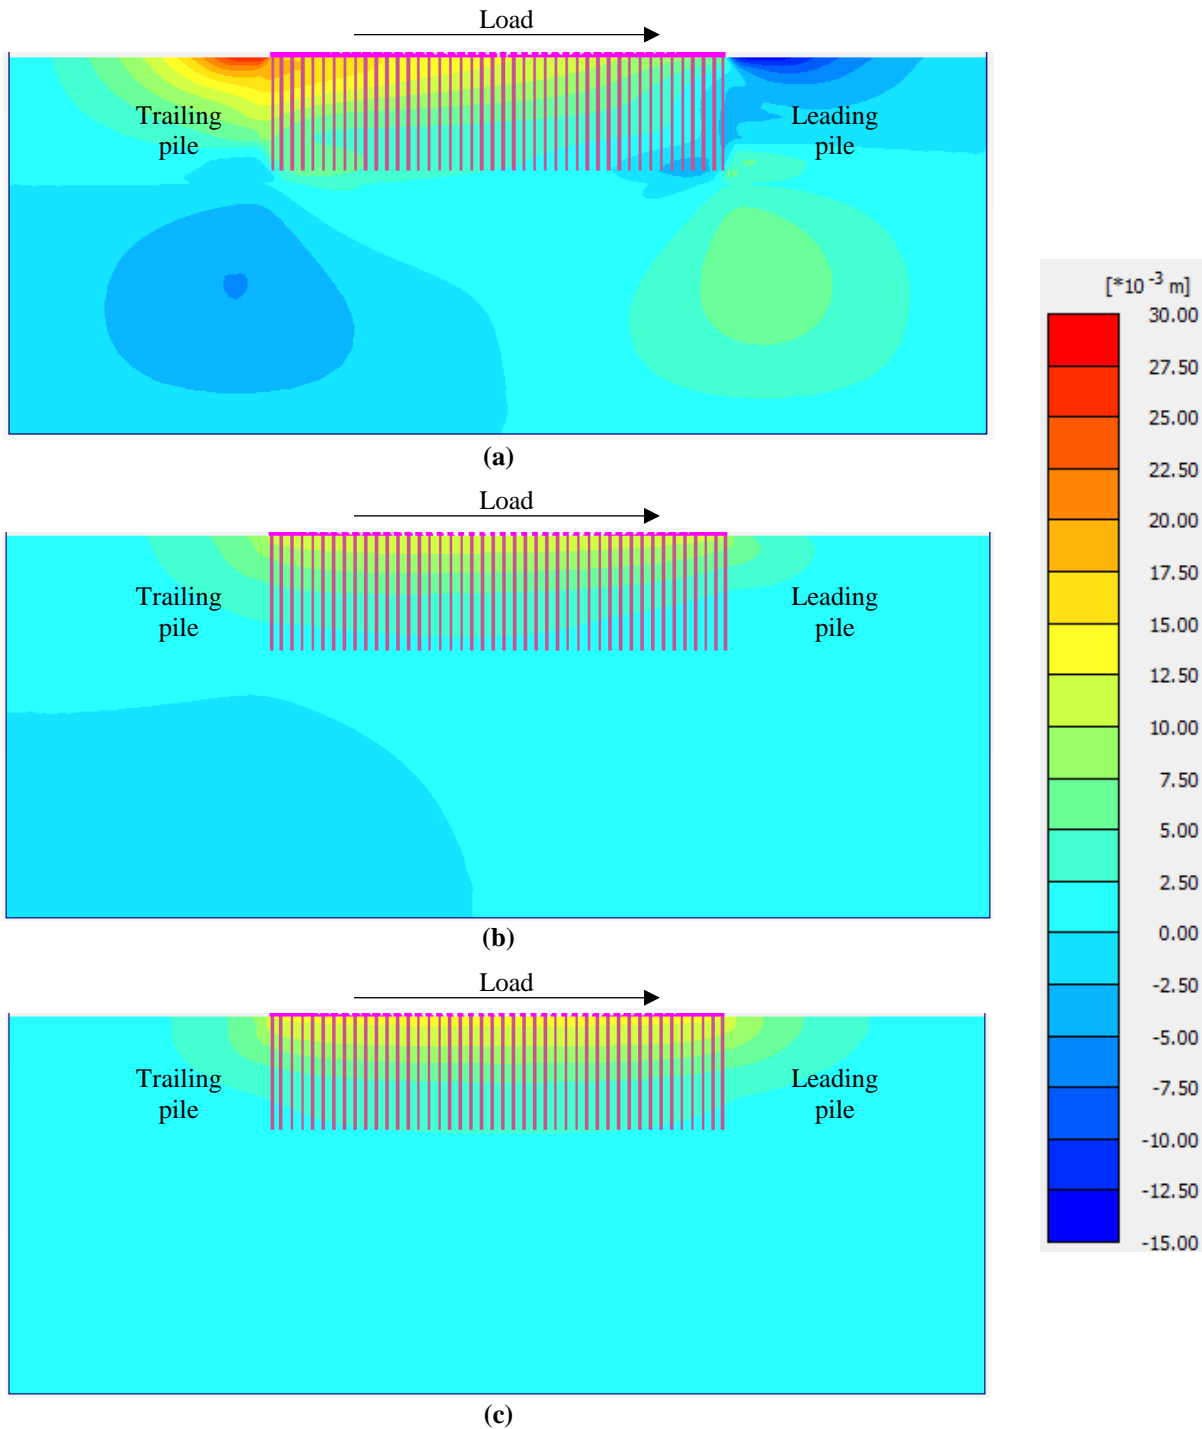 Load
Trailing
pile
Leading
pile
(a)
Load
Trailing
pile
Leading
pile
(b)
Load
Trailing
pile
Leading
pile
(c)
[*10⁻³ m]
30.00
27.50
25.00
22.50
20.00
17.50
15.00
12.50
10.00
7.50
5.00
2.50
0.00
-2.50
-5.00
-7.50
-10.00
-12.50
-15.00